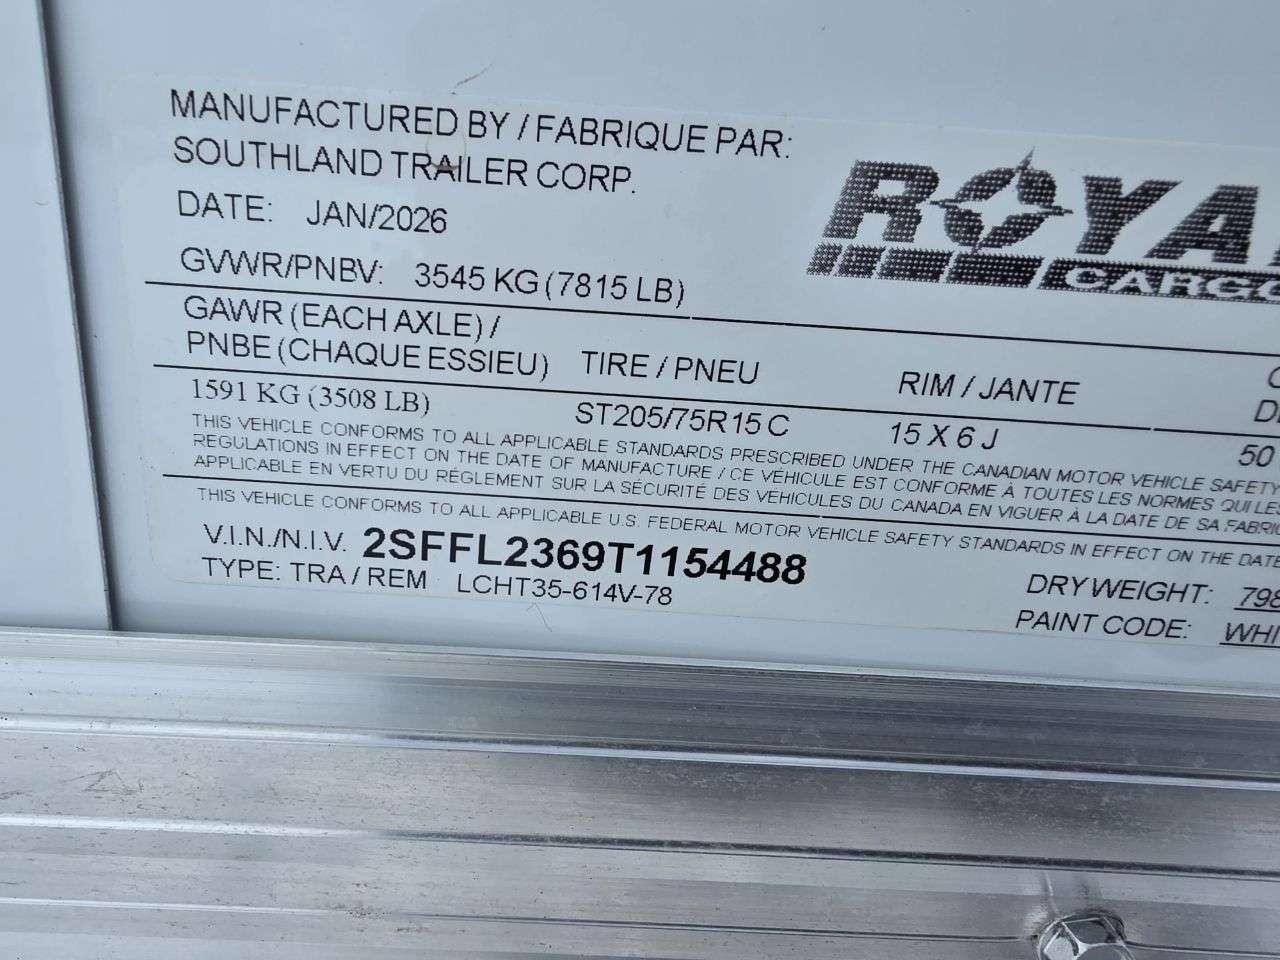 MANUFACTURED BY / FABRIQUE PAR:
SOUTHLAND TRAILER CORP.
DATE: JAN/2026
ROYA
CARGO
GVWR/PNBV: 3545 KG (7815 LB)
GAWR (EACH AXLE) /
PNBE (CHAQUE ESSIEU) TIRE / PNEU RIM / JANTE
1591 KG (3508 LB) ST205/75R15 C 15 X 6 J 50
THIS VEHICLE CONFORMS TO ALL APPLICABLE STANDARDS PRESCRIBED UNDER THE CANADIAN MOTOR VEHICLE SAFETY
REGULATIONS IN EFFECT ON THE DATE OF MANUFACTURE / CE VÉHICULE EST CONFORME À TOUTES LES NORMES QUI LES
APPLICABLE EN VERTU DU RÉGLEMENT SUR LA SÉCURITÉ DES VÉHICULES DU CANADA EN VIGUER À LA DATE DE SA FABRI
THIS VEHICLE CONFORMS TO ALL APPLICABLE U.S. FEDERAL MOTOR VEHICLE SAFETY STANDARDS IN EFFECT ON THE DATE
V.I.N./N.I.V. 2SFFL2369T1154488
TYPE: TRA / REM LCHT35-614V-78
DRY WEIGHT: 798
PAINT CODE: WHI